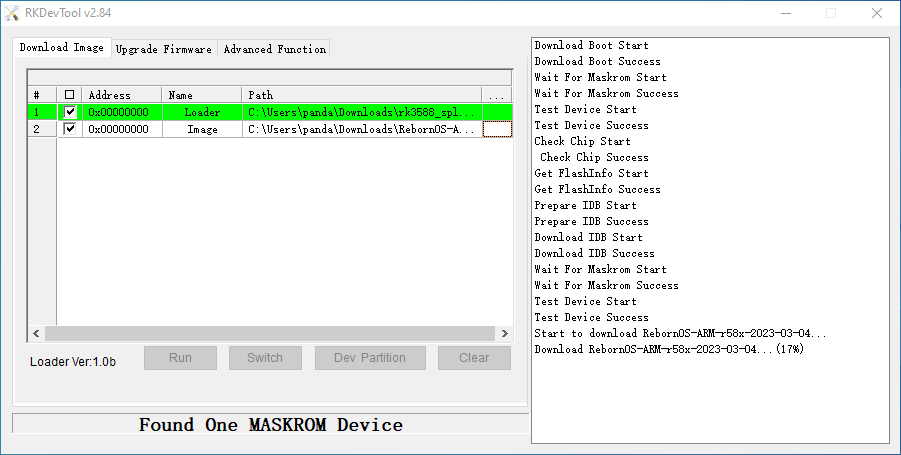 RKDevTool v2.84
Download Image Upgrade Firmware Advanced Function
# Address Name Path ...
1 0x00000000 Loader C:\Users\panda\Downloads\rk3588_spl...
2 0x00000000 Image C:\Users\panda\Downloads\RebornOS-A...
Loader Ver:1.0b Run Switch Dev Partition Clear
Found One MASKROM Device
Download Boot Start
Download Boot Success
Wait For Maskrom Start
Wait For Maskrom Success
Test Device Start
Test Device Success
Check Chip Start
Check Chip Success
Get FlashInfo Start
Get FlashInfo Success
Prepare IDB Start
Prepare IDB Success
Download IDB Start
Download IDB Success
Wait For Maskrom Start
Wait For Maskrom Success
Test Device Start
Test Device Success
Start to download RebornOS-ARM-r58x-2023-03-04...
Download RebornOS-ARM-r58x-2023-03-04...(17%)